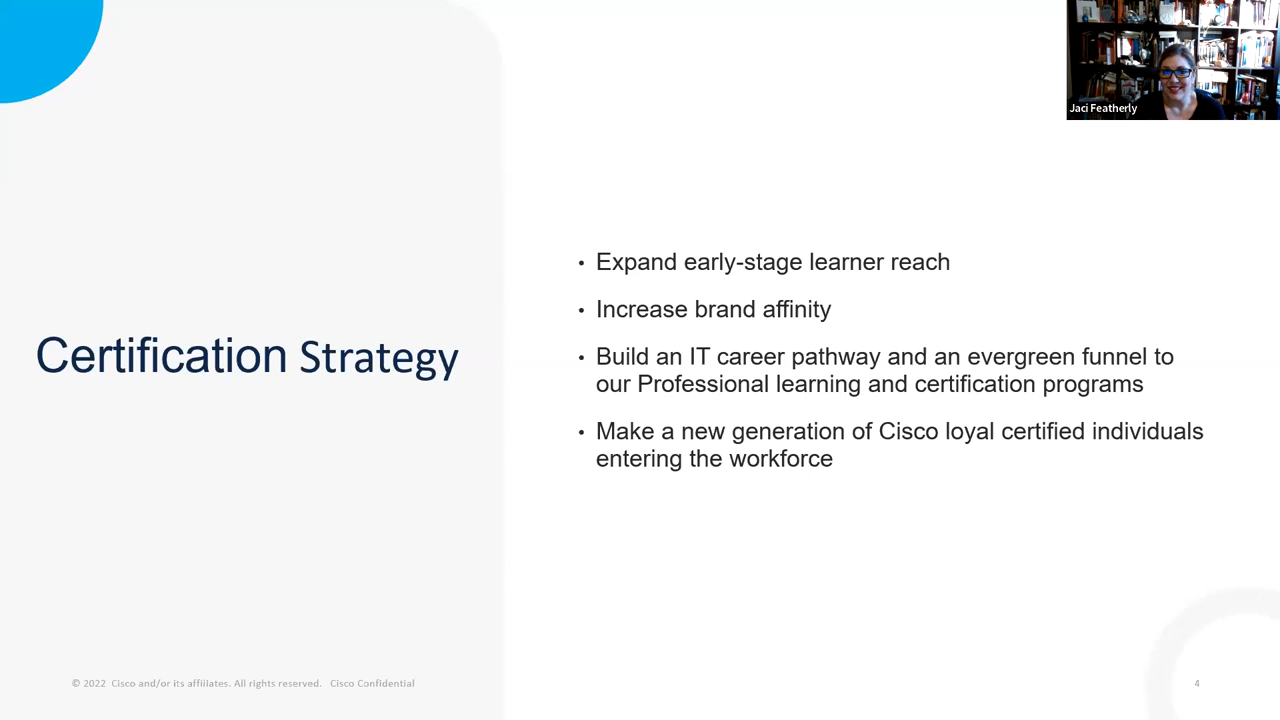 Jaci Featherly
Certification Strategy
• Expand early-stage learner reach
• Increase brand affinity
• Build an IT career pathway and an evergreen funnel to
our Professional learning and certification programs
• Make a new generation of Cisco loyal certified individuals
entering the workforce
© 2022 Cisco and/or its affiliates. All rights reserved. Cisco Confidential
4